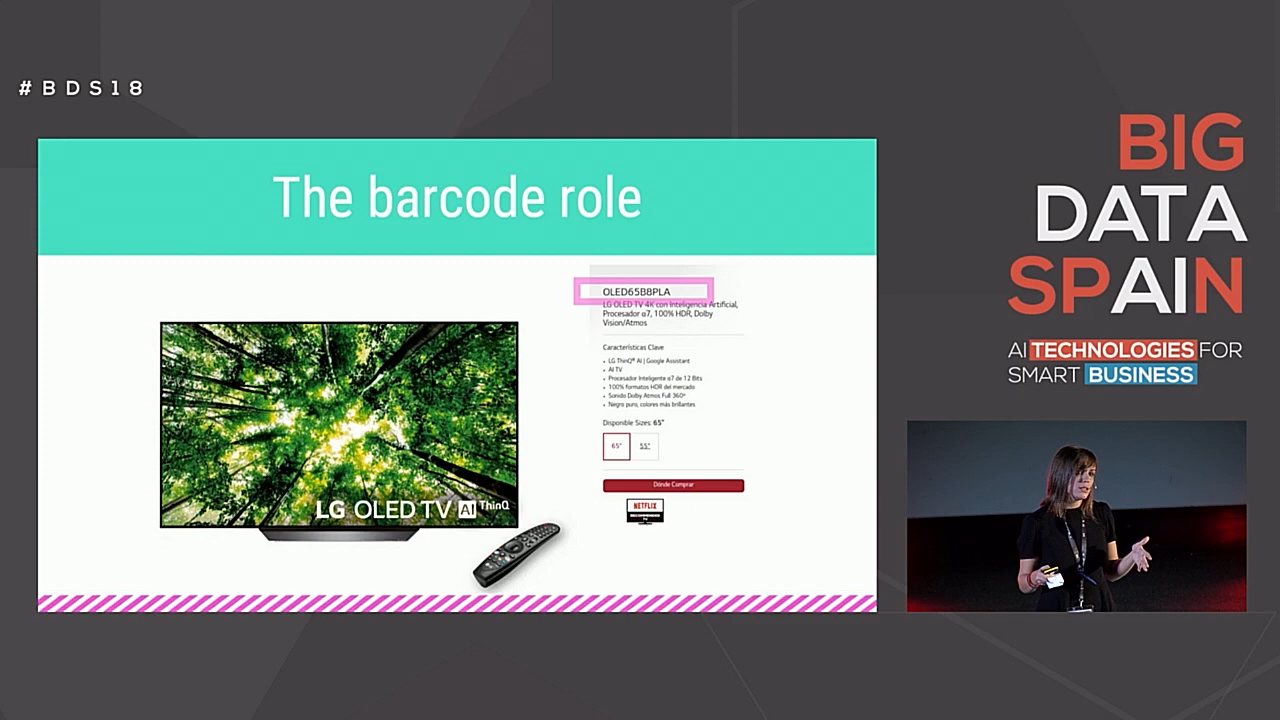 #BDS18
The barcode role
OLED65B8PLA
LG OLED TV 4K con Inteligencia Artificial,
Procesador α7, 100% HDR, Dolby
Vision/Atmos
Características Clave
• LG ThinQ® AI | Google Assistant
• AI TV
• Procesador Inteligente α7 de 12 Bits
• 100% formatos HDR del mercado
• Sonido Dolby Atmos Full 360º
• Negro puro, colores más brillantes
Disponible Sizes: 65"
65" 55"
Dónde Comprar
NETFLIX
RECOMMENDED
TV
LG OLED TV AI ThinQ
BIG
DATA
SPAIN
AI TECHNOLOGIES FOR
SMART BUSINESS